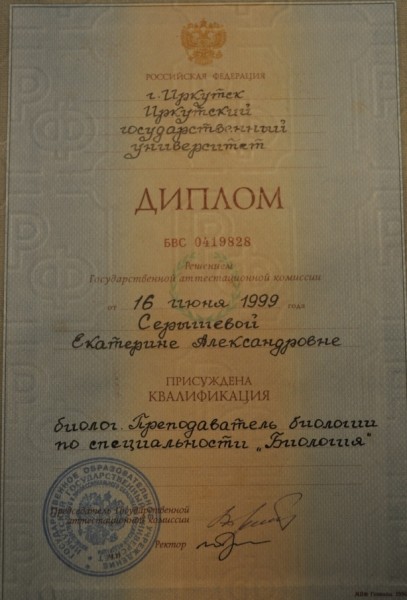 РОССИЙСКАЯ ФЕДЕРАЦИЯ
г. Иркутск
Иркутский
государственный
университет
ДИПЛОМ
БВС 0419828
Решением
Государственной аттестационной комиссии
от 16 июня 1999 года
Серышевой
Екатерине Александровне
ПРИСУЖДЕНА
КВАЛИФИКАЦИЯ
биолог. Преподаватель биологии
по специальности „Биология"
Председатель Государственной
аттестационной комиссии
Ректор